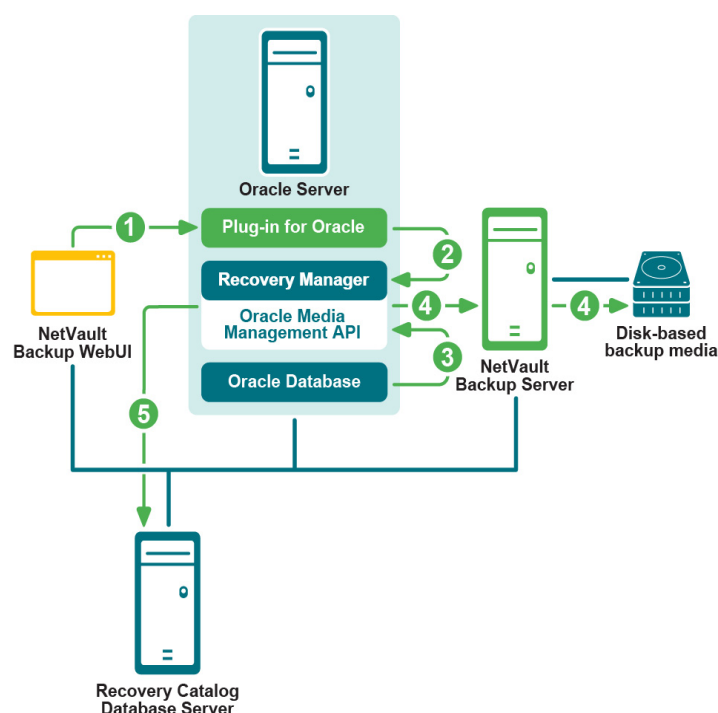 Oracle Server
1
Plug-in for Oracle
2
Recovery Manager
Oracle Media
Management API
4
4
3
Oracle Database
NetVault
Backup WebUI
NetVault
Backup Server
Disk-based
backup media
5
Recovery Catalog
Database Server